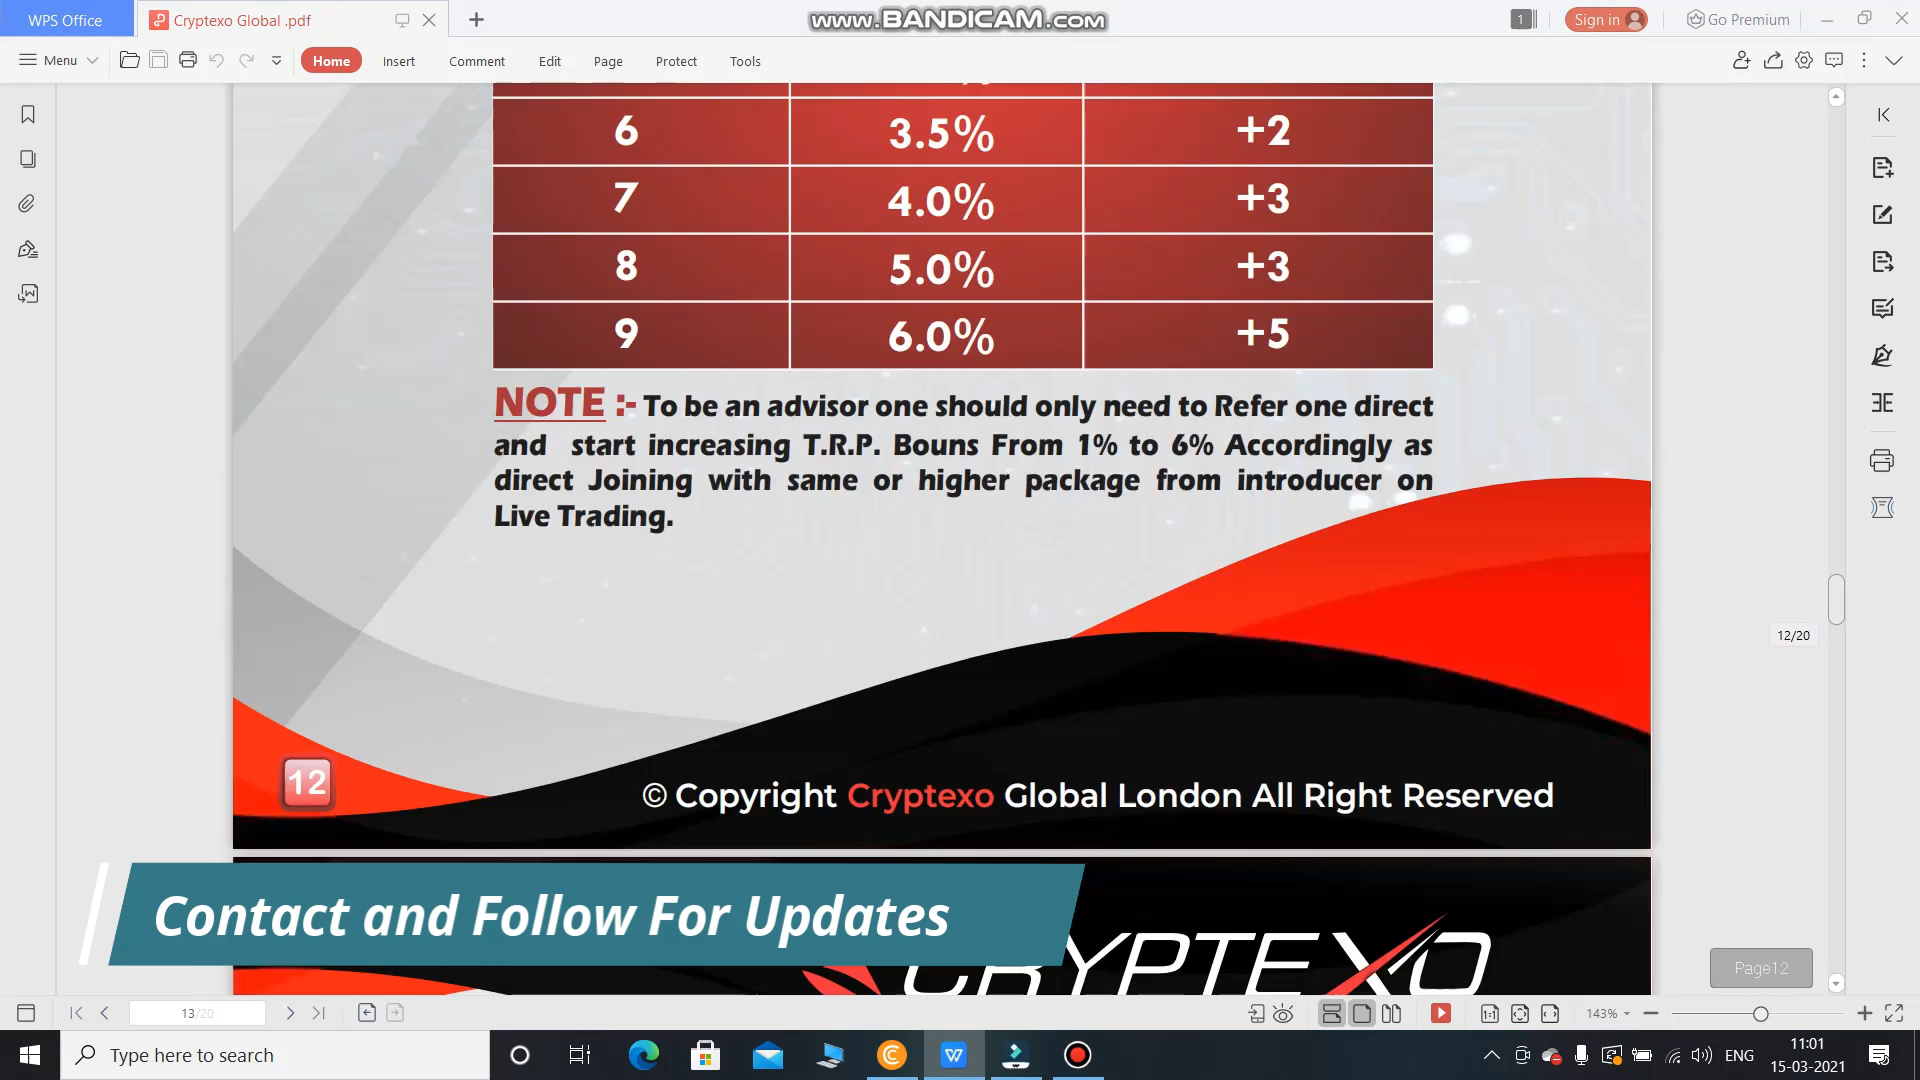 WPS Office
Cryptexo Global .pdf
www.BANDICAM.com
1
Sign in
Go Premium
Menu
Home
Insert
Comment
Edit
Page
Protect
Tools
6 3.5% +2
7 4.0% +3
8 5.0% +3
9 6.0% +5
NOTE :- To be an advisor one should only need to Refer one direct
and start increasing T.R.P. Bouns From 1% to 6% Accordingly as
direct Joining with same or higher package from introducer on
Live Trading.
12/20
12
© Copyright Cryptexo Global London All Right Reserved
Contact and Follow For Updates
CRYPTEXO
Page12
13/20
1:1
143%
Type here to search
ENG
11:01
15-03-2021